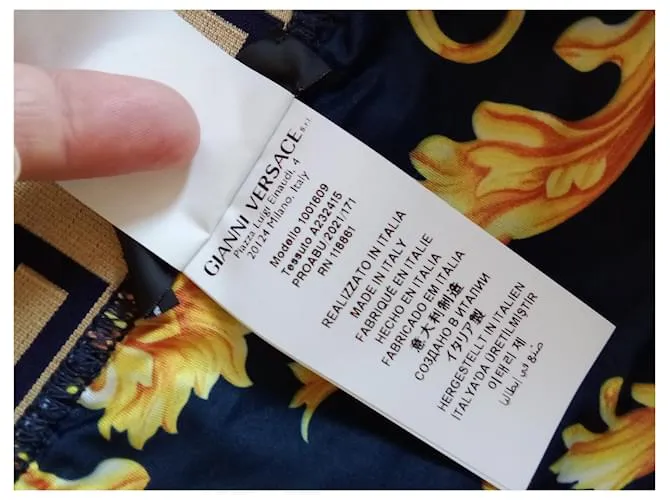 GIANNI VERSACE s.r.l.
Piazza Luigi Einaudi, 4
20124 Milano, Italy
Modello 1001609
Tessuto A232415
PROABU/2021/171
RN 118861
REALIZZATO IN ITALIA
MADE IN ITALY
FABRIQUÉ EN ITALIE
HECHO EN ITALIA
FABRICADO EM ITALIA
意大利制造
СОЗДАНО В ИТАЛИИ
イタリア製
HERGESTELLT IN ITALIEN
İTALYA'DA ÜRETİLMİŞTİR
이태리 제
صنع في إيطاليا